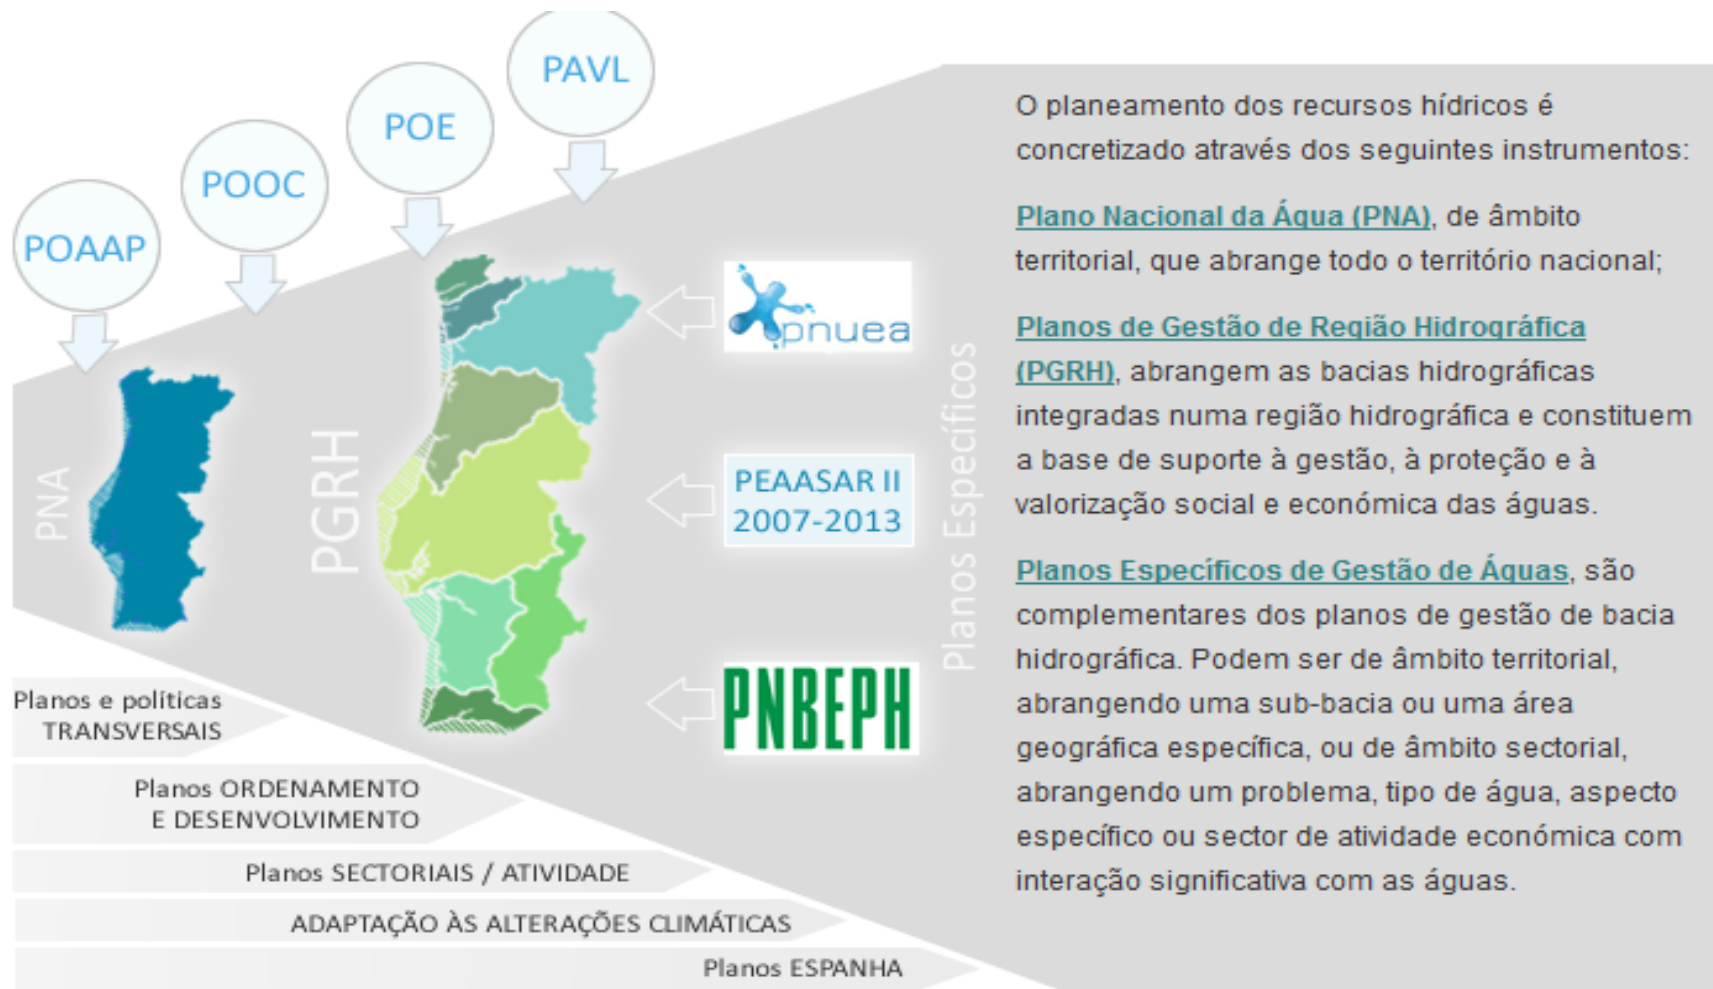 PAVL
POE
POOC
POAAP
PNA
PGRH
pnuea
PEAASAR II
2007-2013
PNBEPH
Planos Específicos
Planos e políticas
TRANSVERSAIS
Planos ORDENAMENTO
E DESENVOLVIMENTO
Planos SECTORIAIS / ATIVIDADE
ADAPTAÇÃO ÀS ALTERAÇÕES CLIMÁTICAS
Planos ESPANHA
O planeamento dos recursos hídricos é
concretizado através dos seguintes instrumentos:
Plano Nacional da Água (PNA), de âmbito
territorial, que abrange todo o território nacional;
Planos de Gestão de Região Hidrográfica
(PGRH), abrangem as bacias hidrográficas
integradas numa região hidrográfica e constituem
a base de suporte à gestão, à proteção e à
valorização social e económica das águas.
Planos Específicos de Gestão de Águas, são
complementares dos planos de gestão de bacia
hidrográfica. Podem ser de âmbito territorial,
abrangendo uma sub-bacia ou uma área
geográfica específica, ou de âmbito sectorial,
abrangendo um problema, tipo de água, aspecto
específico ou sector de atividade económica com
interação significativa com as águas.